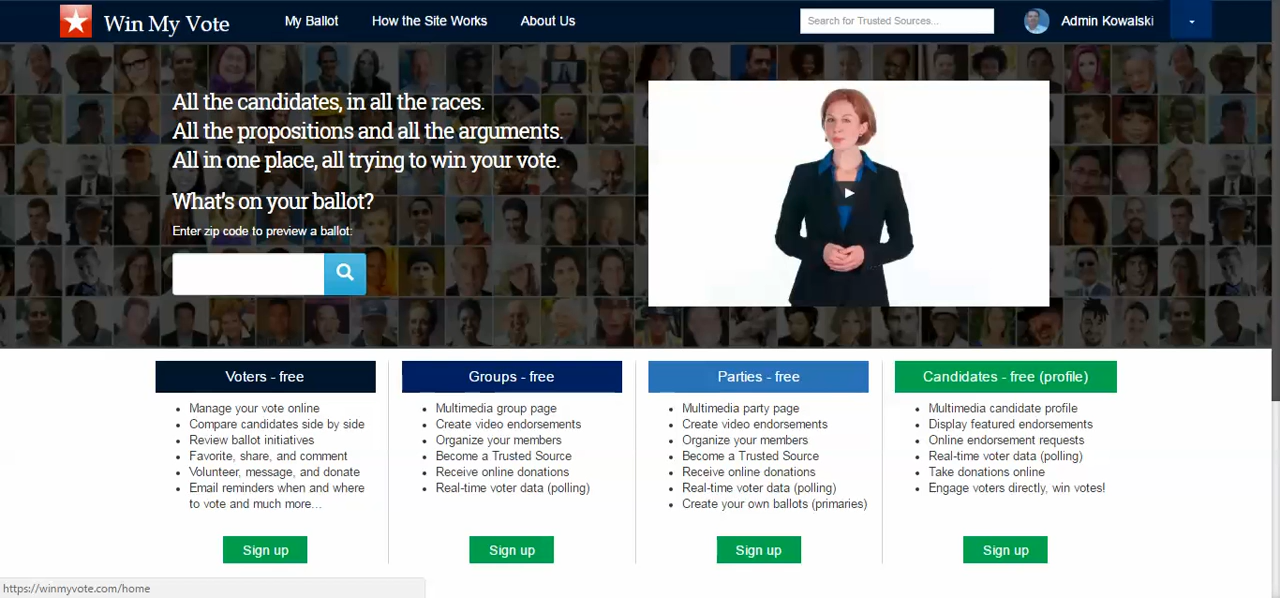 Win My Vote
My Ballot
How the Site Works
About Us
Search for Trusted Sources...
Admin Kowalski
All the candidates, in all the races.
All the propositions and all the arguments.
All in one place, all trying to win your vote.
What's on your ballot?
Enter zip code to preview a ballot:
Voters - free
Manage your vote online
Compare candidates side by side
Review ballot initiatives
Favorite, share, and comment
Volunteer, message, and donate
Email reminders when and where
to vote and much more...
Sign up
Groups - free
Multimedia group page
Create video endorsements
Organize your members
Become a Trusted Source
Receive online donations
Real-time voter data (polling)
Sign up
Parties - free
Multimedia party page
Create video endorsements
Organize your members
Become a Trusted Source
Receive online donations
Real-time voter data (polling)
Create your own ballots (primaries)
Sign up
Candidates - free (profile)
Multimedia candidate profile
Display featured endorsements
Online endorsement requests
Real-time voter data (polling)
Take donations online
Engage voters directly, win votes!
Sign up
https://winmyvote.com/home